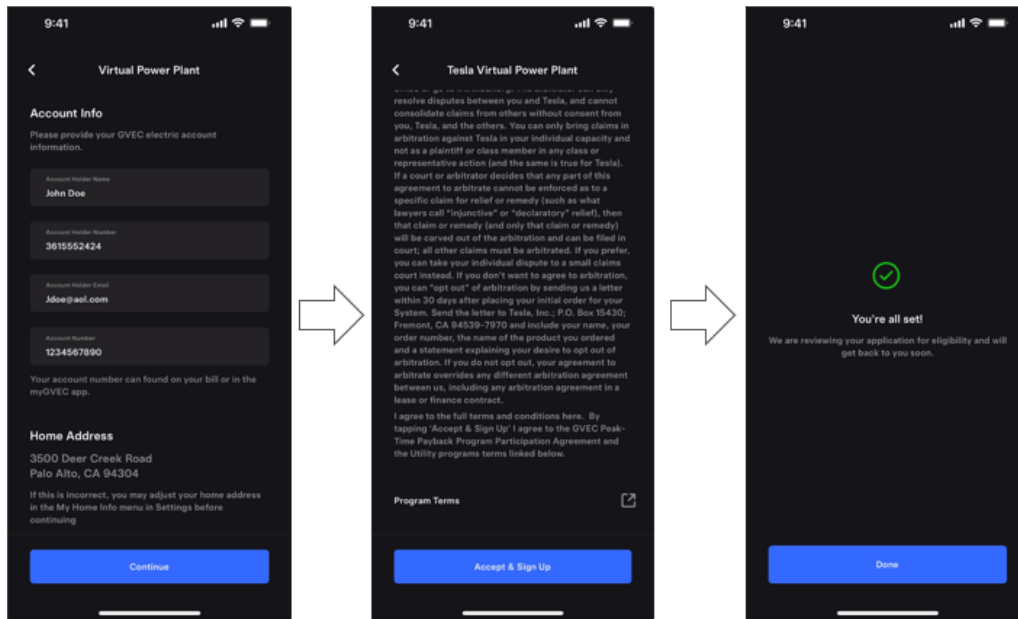 9:41
Virtual Power Plant
Account Info
Please provide your GVEC electric account
information.
Account Holder Name
John Doe
Account Holder Number
3615552424
Account Holder Email
Jdoe@aol.com
Account Number
1234567890
Your account number can found on your bill or in the
myGVEC app.
Home Address
3500 Deer Creek Road
Palo Alto, CA 94304
If this is incorrect, you may adjust your home address
in the My Home Info menu in Settings before
continuing
Continue
9:41
Tesla Virtual Power Plant
resolve disputes between you and Tesla, and cannot
consolidate claims from others without consent from
you, Tesla, and the others. You can only bring claims in
arbitration against Tesla in your individual capacity and
not as a plaintiff or class member in any class or
representative action (and the same is true for Tesla).
If a court or arbitrator decides that any part of this
agreement to arbitrate cannot be enforced as to a
specific claim for relief or remedy (such as what
lawyers call "injunctive" or "declaratory" relief), then
that claim or remedy (and only that claim or remedy)
will be carved out of the arbitration and can be filed in
court; all other claims must be arbitrated. If you prefer,
you can take your individual dispute to a small claims
court instead. If you don't want to agree to arbitration,
you can "opt out" of arbitration by sending us a letter
within 30 days after placing your initial order for your
System. Send the letter to Tesla, Inc.; P.O. Box 15430;
Fremont, CA 94539-7970 and include your name, your
order number, the name of the product you ordered
and a statement explaining your desire to opt out of
arbitration. If you do not opt out, your agreement to
arbitrate overrides any different arbitration agreement
between us, including any arbitration agreement in a
lease or finance contract.
I agree to the full terms and conditions here. By
tapping 'Accept & Sign Up' I agree to the GVEC Peak-
Time Payback Program Participation Agreement and
the Utility programs terms linked below.
Program Terms
Accept & Sign Up
9:41
You're all set!
We are reviewing your application for eligibility and will
get back to you soon.
Done